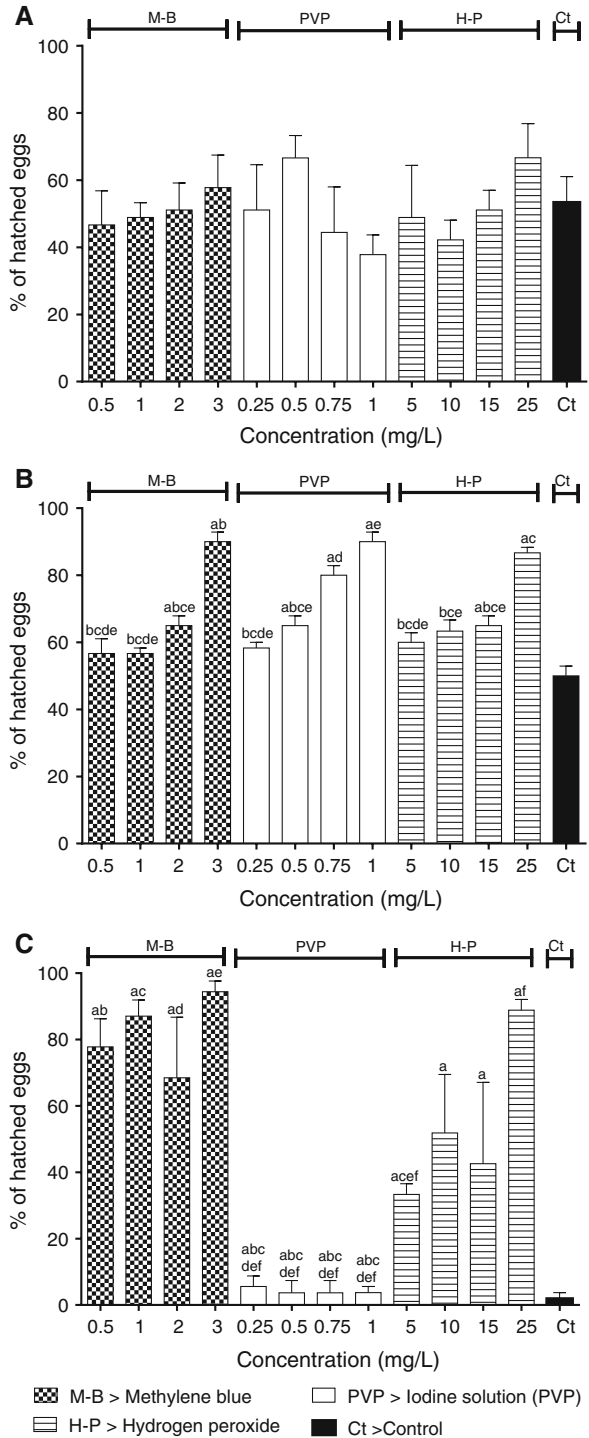 A
M-B PVP H-P Ct
% of hatched eggs
100
80
60
40
20
0
0.5 1 2 3 0.25 0.5 0.75 1 5 10 15 25 Ct
Concentration (mg/L)
B
M-B PVP H-P Ct
% of hatched eggs
100
80
60
40
20
0
bcde bcde abce ab bcde abce ad ae bcde bce abce ac
0.5 1 2 3 0.25 0.5 0.75 1 5 10 15 25 Ct
Concentration (mg/L)
C
M-B PVP H-P Ct
% of hatched eggs
100
80
60
40
20
0
ab ac ad ae abc abc abc abc acef a a af
def def def def
0.5 1 2 3 0.25 0.5 0.75 1 5 10 15 25 Ct
Concentration (mg/L)
M-B > Methylene blue PVP > Iodine solution (PVP)
H-P > Hydrogen peroxide Ct >Control